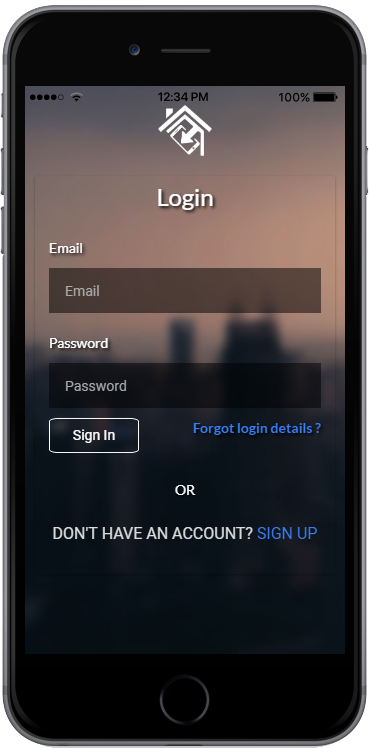 12:34 PM 100%
Login
Email
Email
Password
Password
Sign In Forgot login details ?
OR
DON'T HAVE AN ACCOUNT? SIGN UP